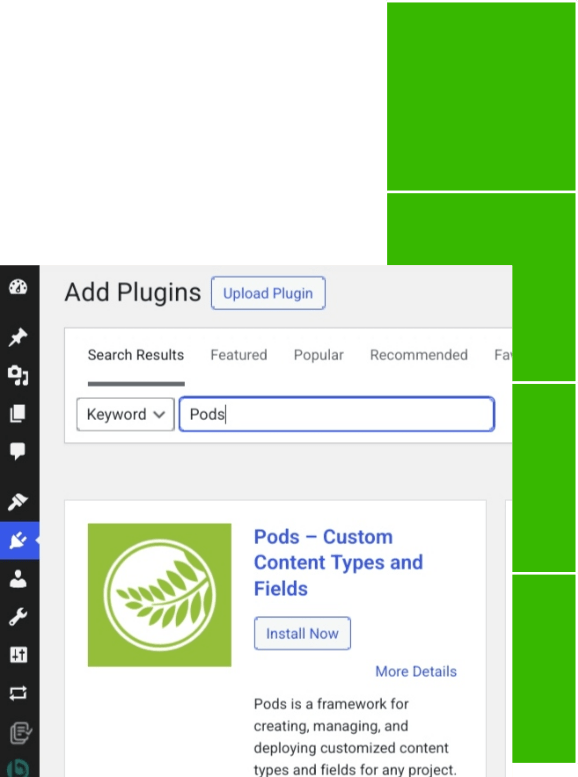 Add Plugins Upload Plugin
Search Results Featured Popular Recommended
Keyword Pods
Pods – Custom
Content Types and
Fields
Install Now
More Details
Pods is a framework for
creating, managing, and
deploying customized content
types and fields for any project.